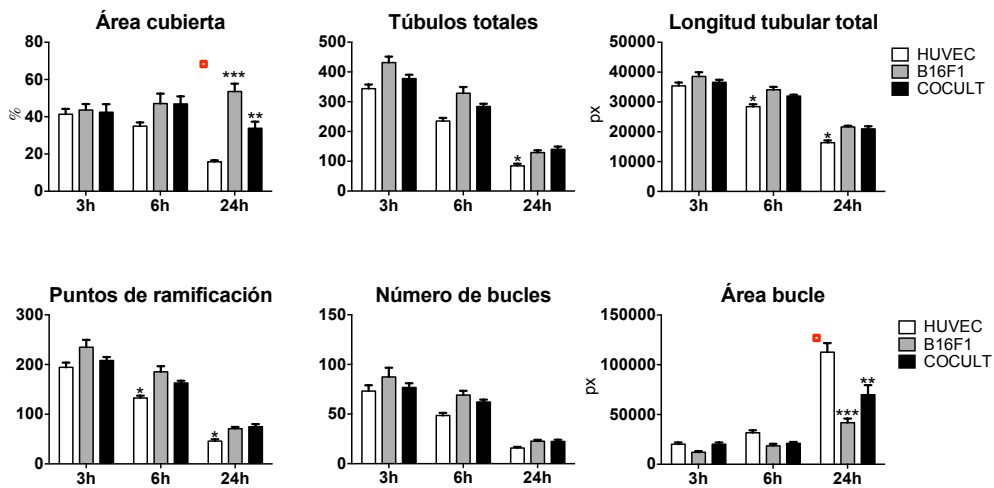 Área cubierta
Túbulos totales
Longitud tubular total
80
60
40
20
0
%
***
**
3h
6h
24h
500
400
300
200
100
0
*
3h
6h
24h
50000
40000
30000
20000
10000
0
px
*
*
3h
6h
24h
HUVEC
B16F1
COCULT
Puntos de ramificación
Número de bucles
Área bucle
300
200
100
0
*
*
3h
6h
24h
150
100
50
0
3h
6h
24h
150000
100000
50000
0
px
***
**
3h
6h
24h
HUVEC
B16F1
COCULT